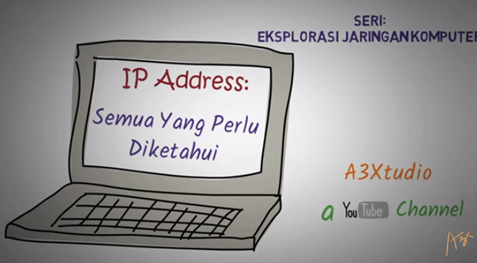 SERI:
EKSPLORASI JARINGAN KOMPUTER
IP Address:
Semua Yang Perlu
Diketahui
A3Xtudio
a YouTube Channel